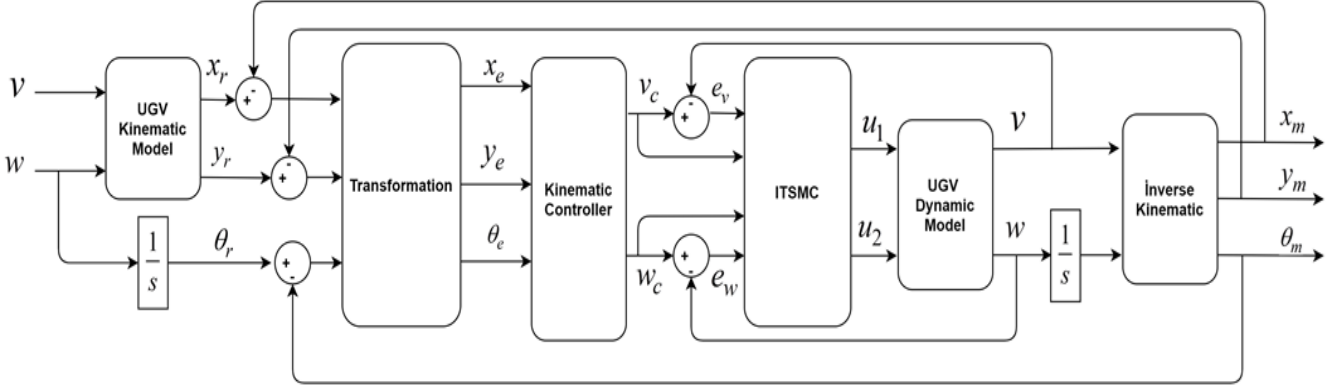 v
w
UGV
Kinematic
Model
x_r
y_r
1
s
θ_r
+
-
+
-
+
-
Transformation
x_e
y_e
θ_e
Kinematic
Controller
v_c
w_c
+
-
+
-
e_v
e_w
ITSMC
u_1
u_2
UGV
Dynamic
Model
v
w
1
s
İnverse
Kinematic
x_m
y_m
θ_m